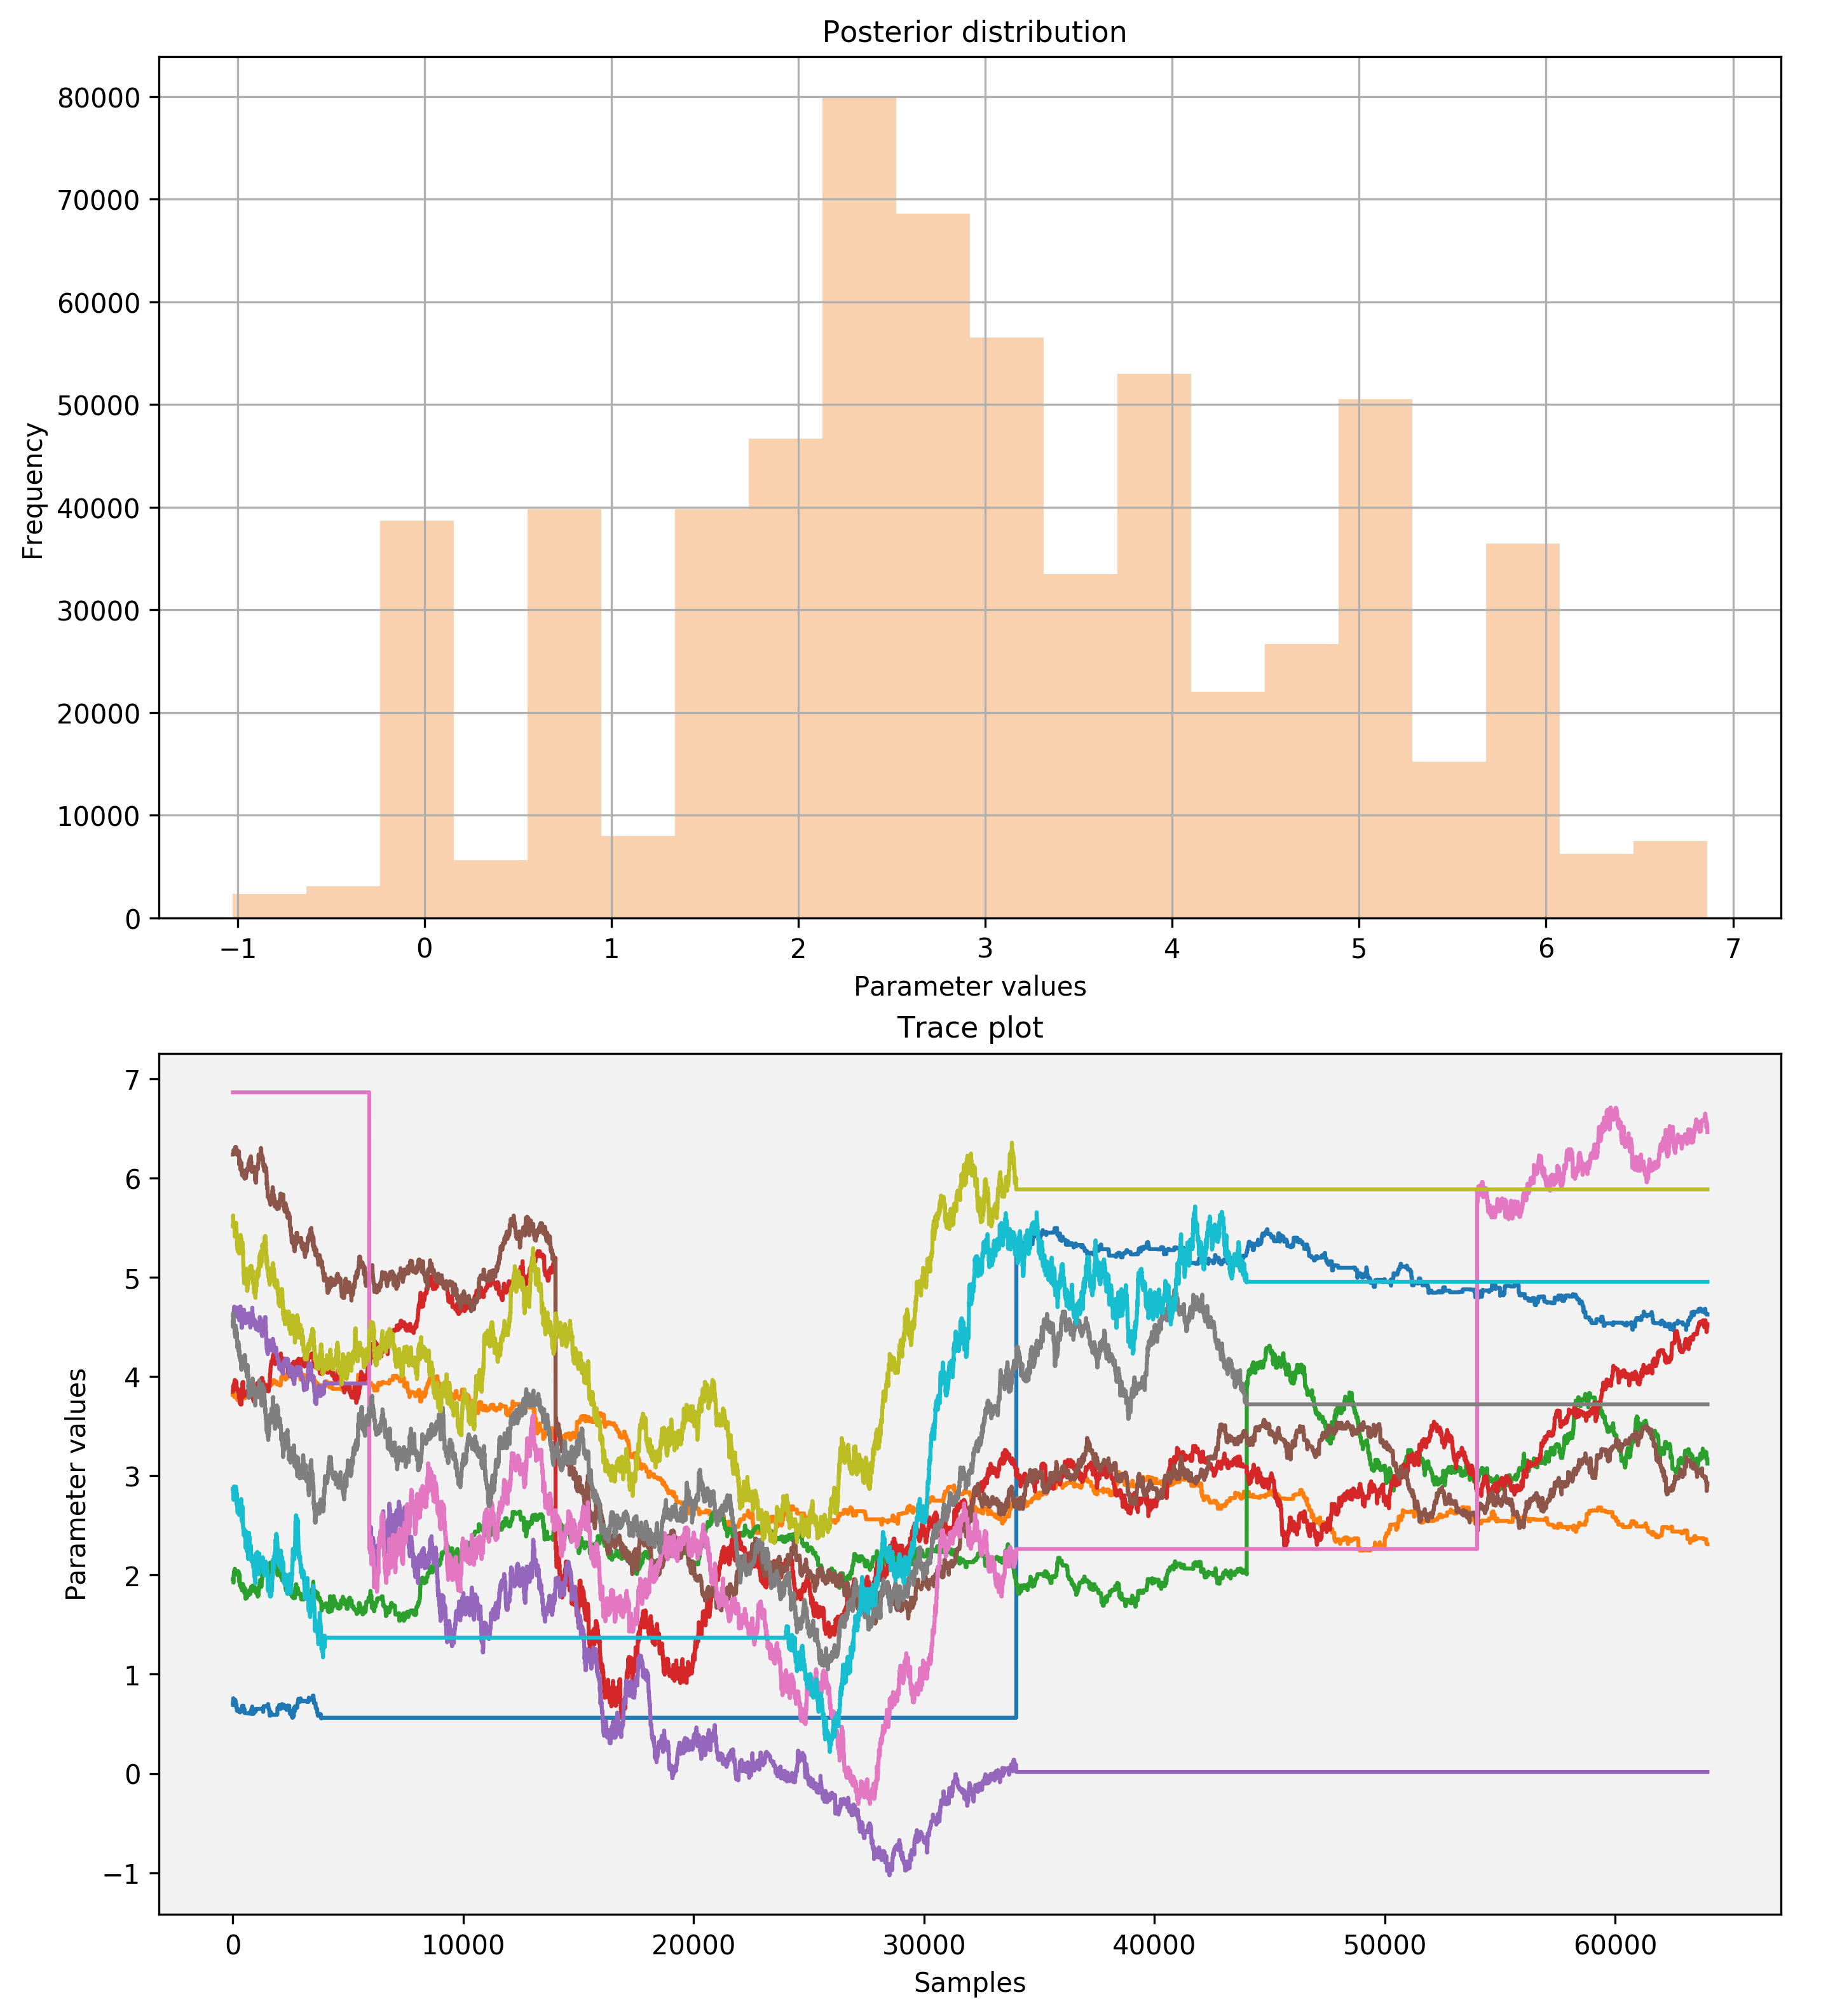 Posterior distribution
80000
70000
60000
50000
40000
30000
20000
10000
0
Frequency
−1 0 1 2 3 4 5 6 7
Parameter values
Trace plot
7
6
5
4
3
2
1
0
−1
Parameter values
0 10000 20000 30000 40000 50000 60000
Samples